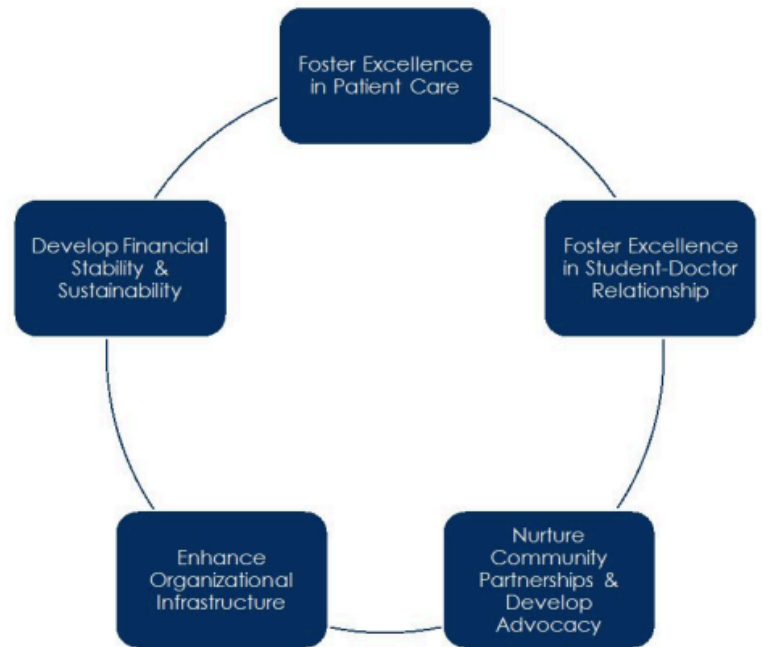 Foster Excellence
in Patient Care
Foster Excellence
in Student-Doctor
Relationship
Nurture
Community
Partnerships &
Develop
Advocacy
Enhance
Organizational
Infrastructure
Develop Financial
Stability &
Sustainability